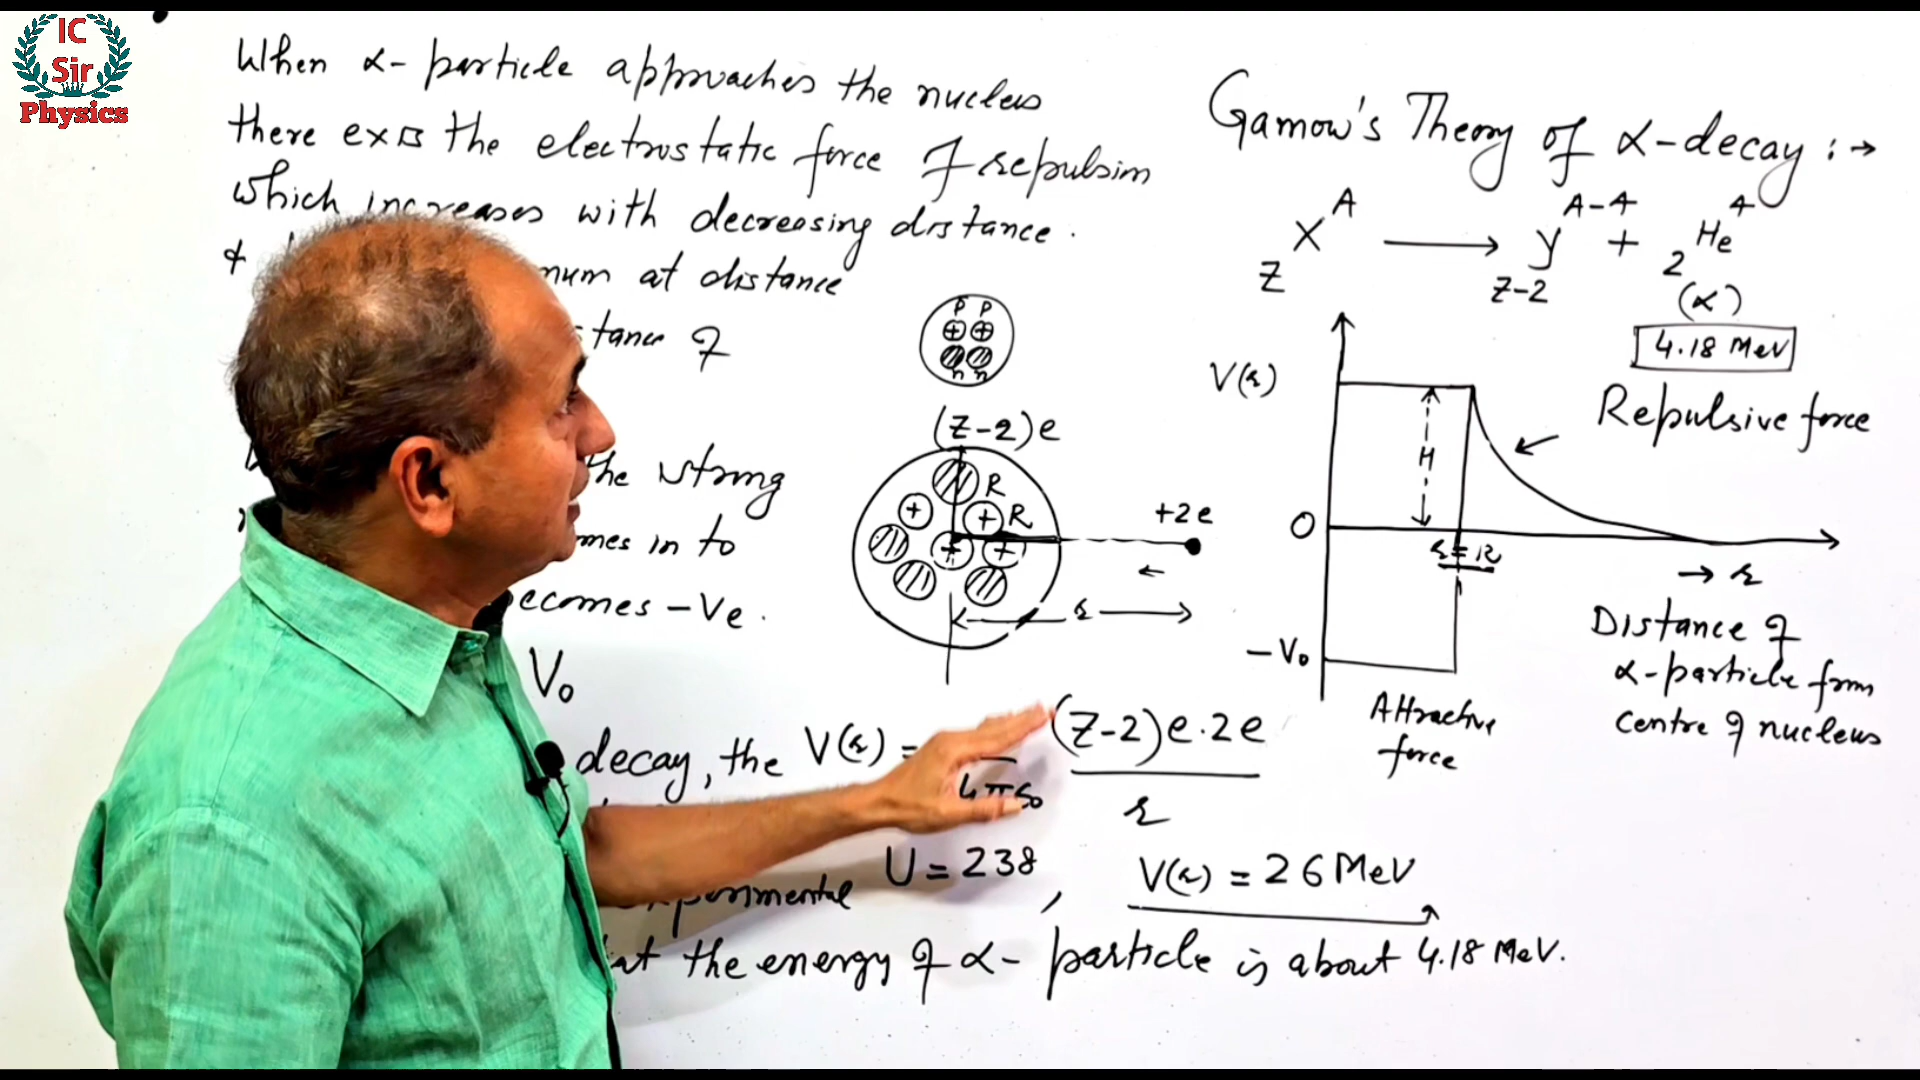 IC
Sir
Physics
When α- particle approaches the nucleus
there exis the electrostatic force of repulsion
which increases with decreasing distance.
& num at distance
stance of
the strong
mes in to
ecomes -Ve.
V₀
decay, the V(r) =
4πε₀
(Z-2)e.2e
r
U = 238 , V(r) = 26 MeV
experimental
at the energy of α- particle is about 4.18 MeV.
P P
+ +
n n
(Z-2)e
R
+ + R
+2e
+ +
r
Gamow's Theory of α-decay :→
Z X A → Z-2 y A-4 + 2 He 4
(α)
4.18 MeV
V(r)
Repulsive force
H
0
r=R
→ r
-V₀
Attractive
force
Distance of
α-particle from
centre of nucleus